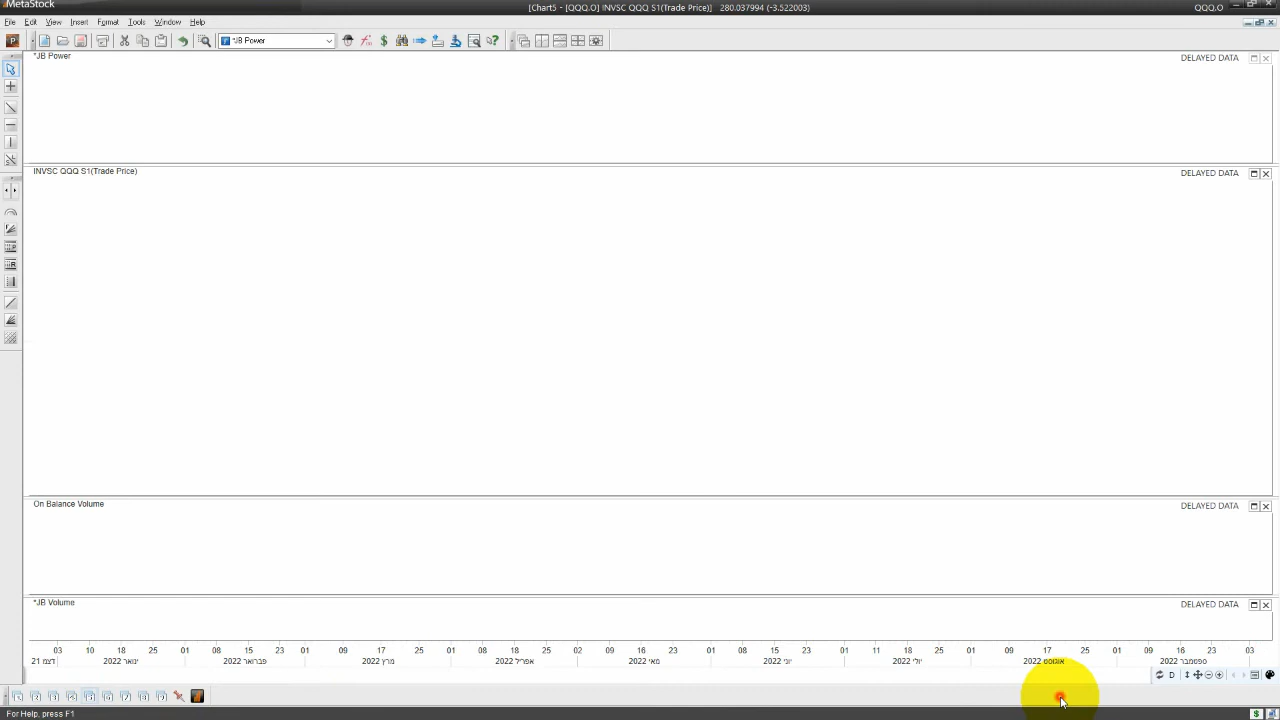 MetaStock
[Chart5 - [QQQ.O] INVSC QQQ S1(Trade Price)] 280.037994 (-3.522003)
QQQ.O
File Edit View Insert Format Tools Window Help
*JB Power
*JB Power
DELAYED DATA
INVSC QQQ S1(Trade Price)
DELAYED DATA
On Balance Volume
DELAYED DATA
*JB Volume
DELAYED DATA
03 10 18 25 01 08 15 23 01 09 17 25 01 08 18 25 02 09 16 23 01 07 15 23 01 11 18 25 01 09 17 25 01 09 16 23 03
דצמ 21 ינואר 2022 פברואר 2022 מרץ 2022 אפריל 2022 מאי 2022 יוני 2022 יולי 2022 אוגוסט 2022 ספטמבר 2022
D
For Help, press F1